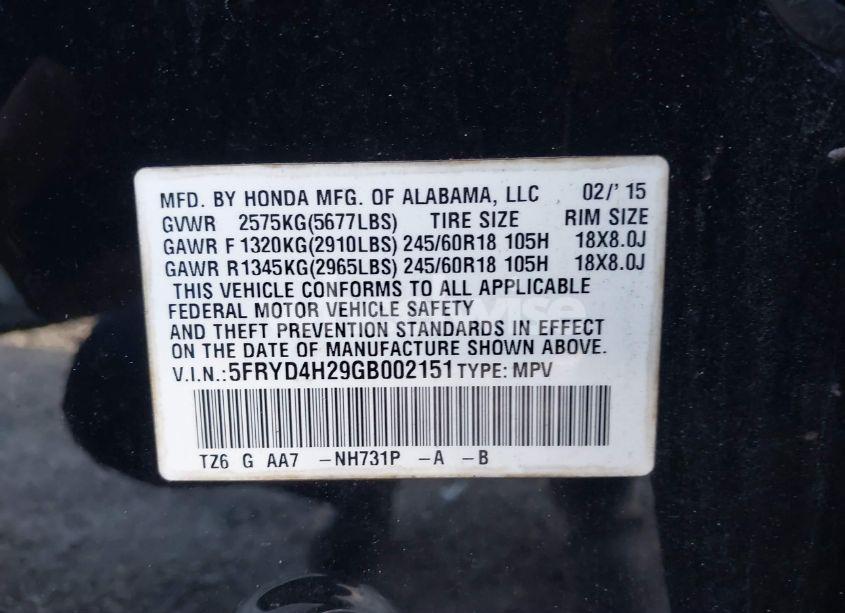 MFD. BY HONDA MFG. OF ALABAMA, LLC 02/'15
GVWR 2575KG(5677LBS) TIRE SIZE RIM SIZE
GAWR F 1320KG(2910LBS) 245/60R18 105H 18X8.0J
GAWR R1345KG(2965LBS) 245/60R18 105H 18X8.0J
THIS VEHICLE CONFORMS TO ALL APPLICABLE
FEDERAL MOTOR VEHICLE SAFETY
AND THEFT PREVENTION STANDARDS IN EFFECT
ON THE DATE OF MANUFACTURE SHOWN ABOVE.
V.I.N.: 5FRYD4H29GB002151 TYPE: MPV
TZ6 G AA7 -NH731P -A -B